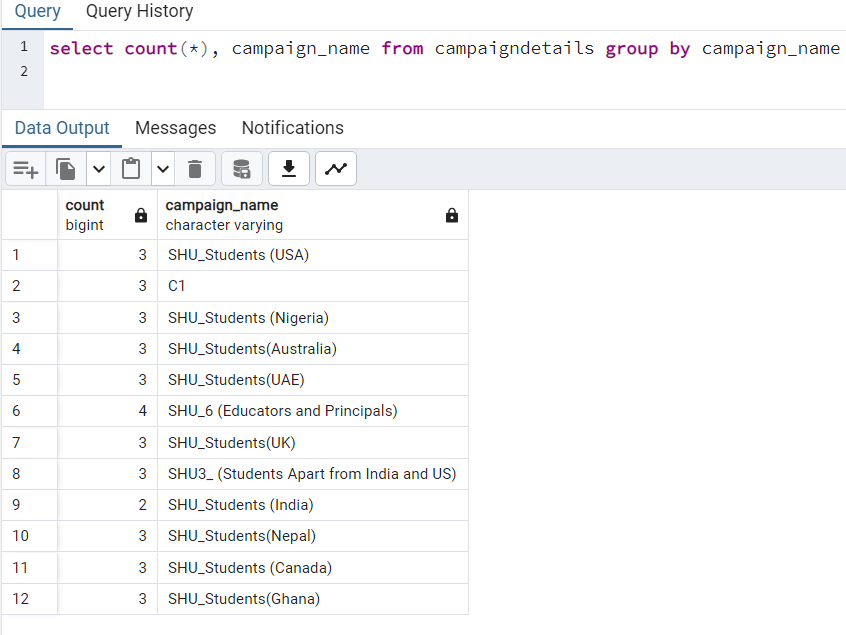 Query Query History
1 select count(*), campaign_name from campaigndetails group by campaign_name
2
Data Output Messages Notifications
count campaign_name
bigint character varying
1 3 SHU_Students (USA)
2 3 C1
3 3 SHU_Students (Nigeria)
4 3 SHU_Students(Australia)
5 3 SHU_Students(UAE)
6 4 SHU_6 (Educators and Principals)
7 3 SHU_Students(UK)
8 3 SHU3_ (Students Apart from India and US)
9 2 SHU_Students (India)
10 3 SHU_Students(Nepal)
11 3 SHU_Students (Canada)
12 3 SHU_Students(Ghana)